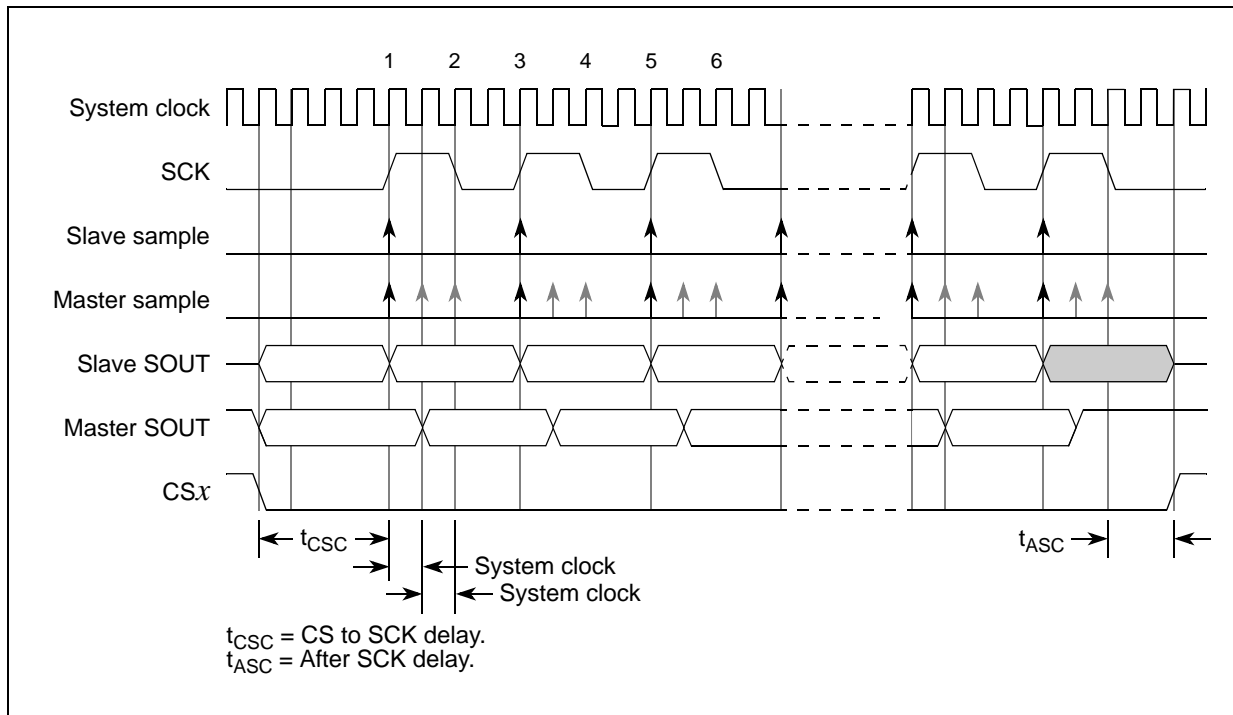 1 2 3 4 5 6
System clock
SCK
Slave sample
Master sample
Slave SOUT
Master SOUT
CSx
tCSC
tASC
System clock
System clock
tCSC = CS to SCK delay.
tASC = After SCK delay.